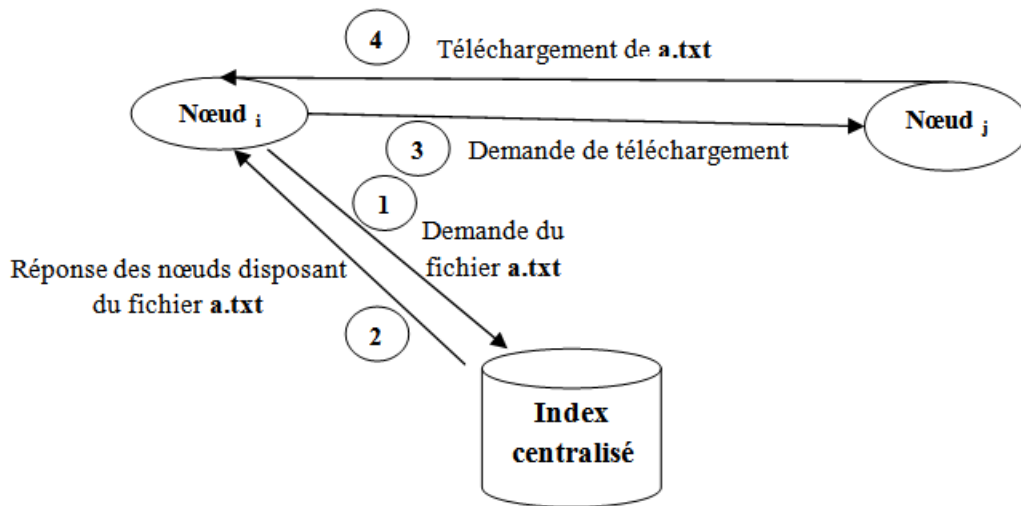 4
Téléchargement de a.txt
Nœud i
Nœud j
3
Demande de téléchargement
1
Demande du
fichier a.txt
Réponse des nœuds disposant
du fichier a.txt
2
Index
centralisé